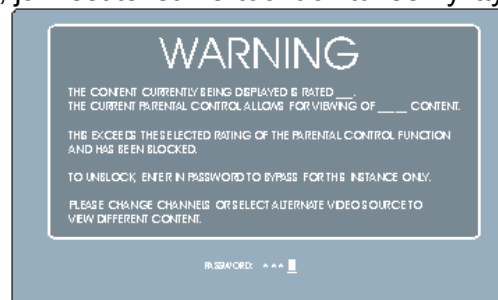 WARNING
THE CONTENT CURRENTLY BEING DISPLAYED IS RATED ___.
THE CURRENT PARENTAL CONTROL ALLOWS FOR VIEWING OF ____ CONTENT.
THIS EXCEEDS THE SELECTED RATING OF THE PARENTAL CONTROL FUNCTION
AND HAS BEEN BLOCKED.
TO UNBLOCK, ENTER IN PASSWORD TO BYPASS FOR THIS INSTANCE ONLY.
PLEASE CHANGE CHANNELS OR SELECT ALTERNATE VIDEO SOURCE TO
VIEW DIFFERENT CONTENT.
PASSWORD: ***